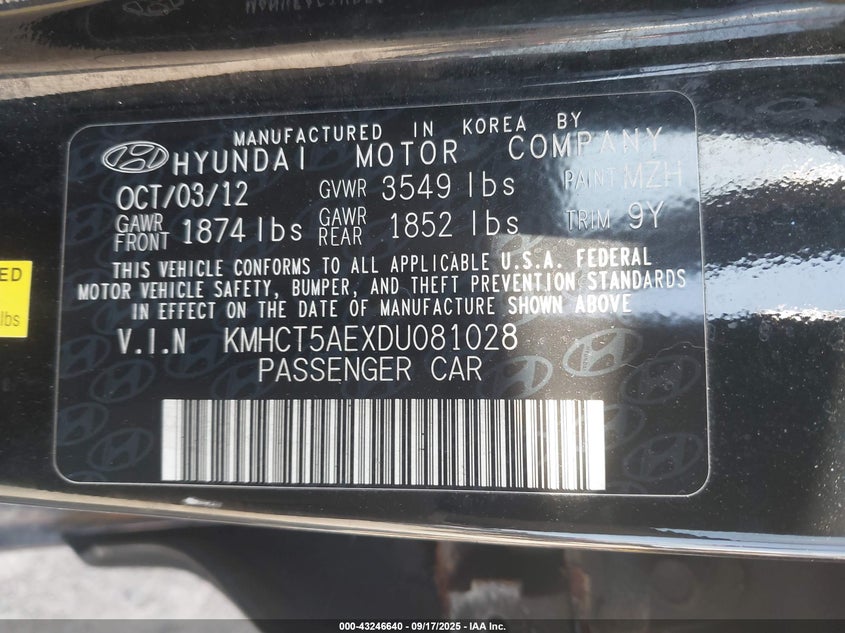 MANUFACTURED IN KOREA BY
HYUNDAI MOTOR COMPANY
OCT/03/12 GVWR 3549 lbs PAINT MZH
GAWR FRONT 1874 lbs GAWR REAR 1852 lbs TRIM 9Y
THIS VEHICLE CONFORMS TO ALL APPLICABLE U.S.A. FEDERAL
MOTOR VEHICLE SAFETY, BUMPER, AND THEFT PREVENTION STANDARDS
IN EFFECT ON THE DATE OF MANUFACTURE SHOWN ABOVE
V.I.N KMHCT5AEXDU081028
PASSENGER CAR
ED
lbs
000-43246640 - 09/17/2025 - IAA Inc.